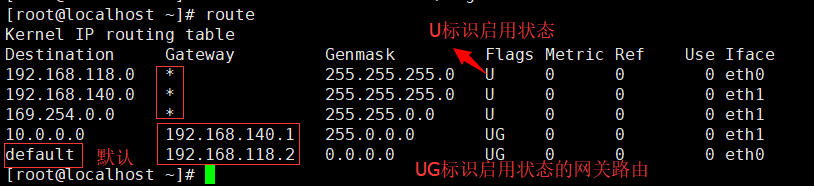 [root@localhost ~]# route
U标识启用状态
Kernel IP routing table
Destination Gateway Genmask Flags Metric Ref Use Iface
192.168.118.0 * 255.255.255.0 U 0 0 0 eth0
192.168.140.0 * 255.255.255.0 U 0 0 0 eth1
169.254.0.0 * 255.255.0.0 U 0 0 0 eth1
10.0.0.0 192.168.140.1 255.0.0.0 UG 0 0 0 eth1
default 默认 192.168.118.2 0.0.0.0 UG 0 0 0 eth0
UG标识启用状态的网关路由
[root@localhost ~]#